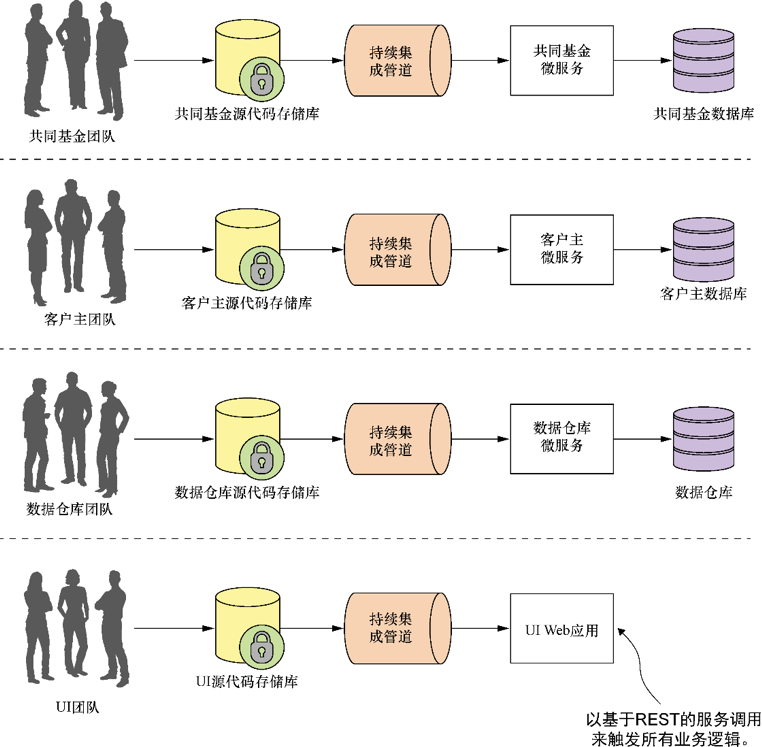 持续集
成管道
共同基金
微服务
共同基金源代码存储库
共同基金数据库
共同基金团队
持续集
成管道
客户主
微服务
客户主源代码存储库
客户主数据库
客户主团队
持续集
成管道
数据仓库
微服务
数据仓库源代码存储库
数据仓库
数据仓库团队
持续集
成管道
UI Web应用
UI源代码存储库
UI团队
以基于REST的服务调用
来触发所有业务逻辑。